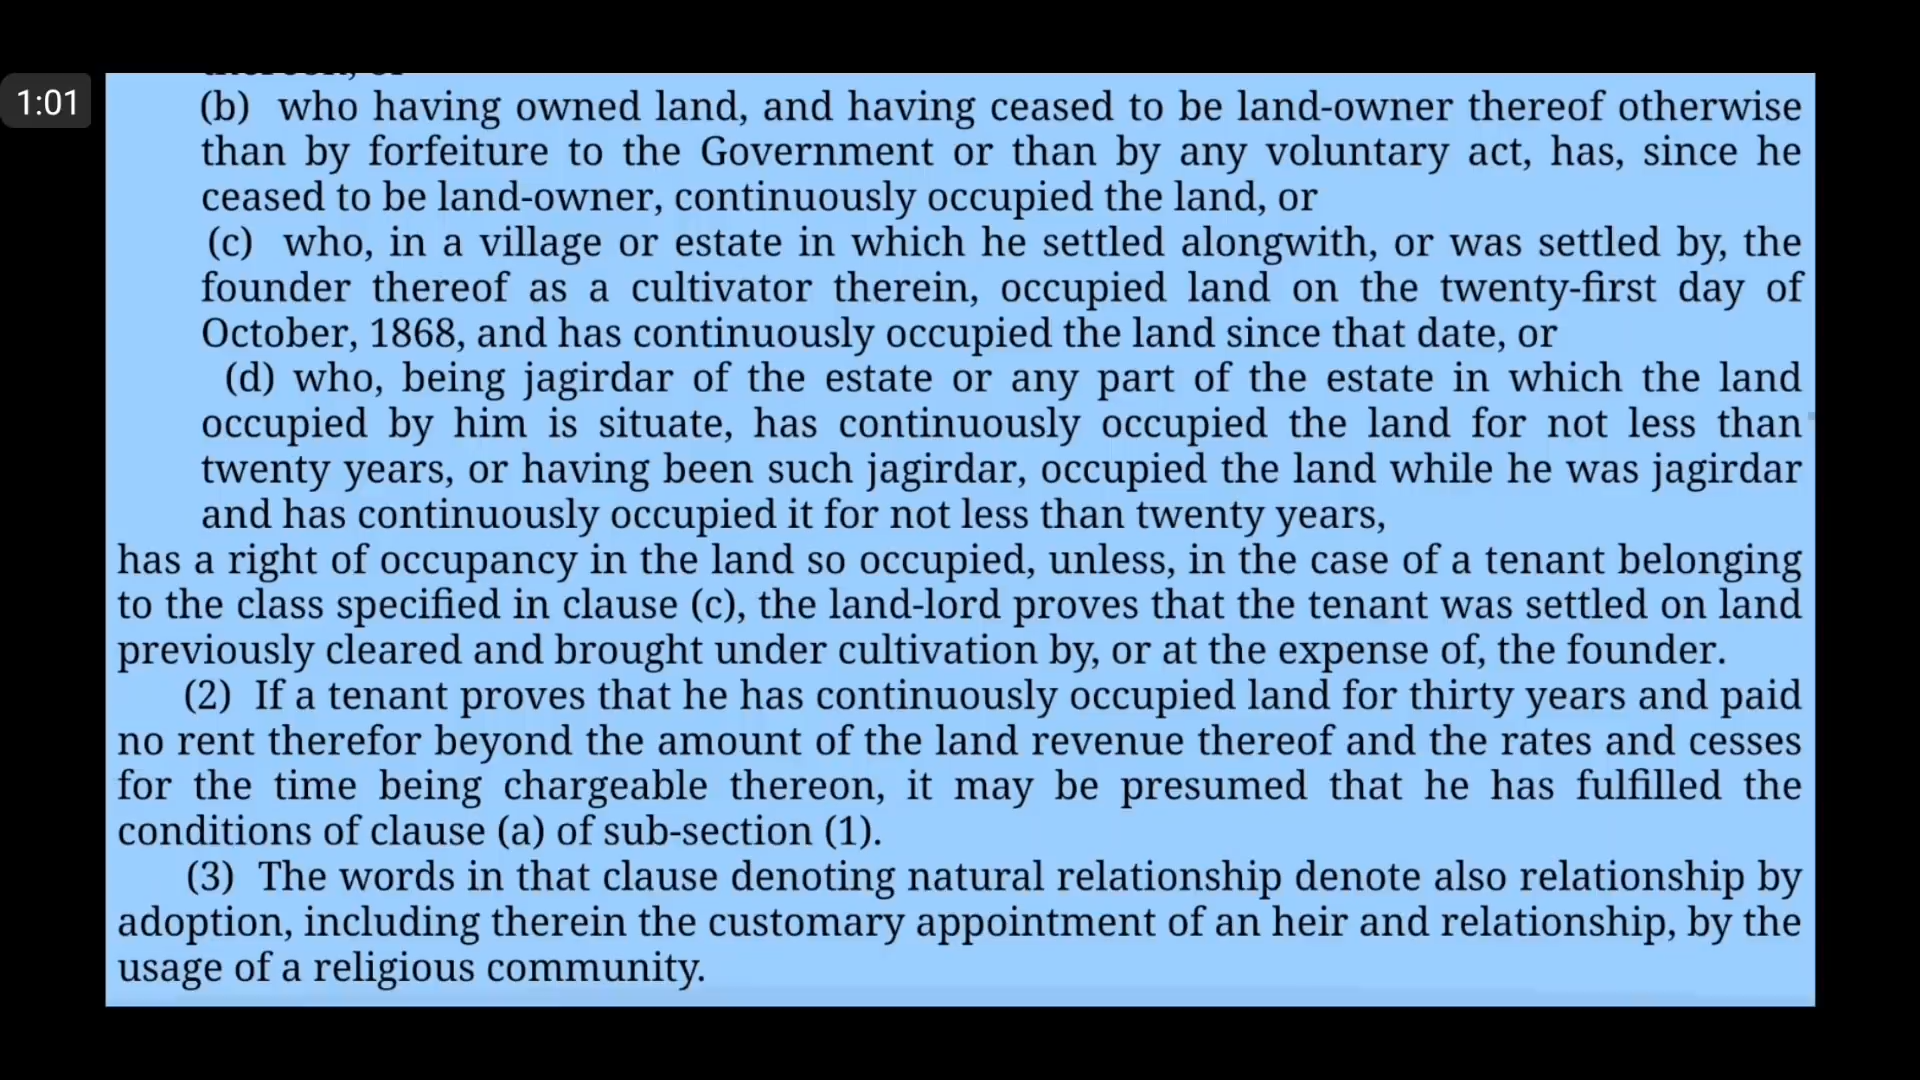 1:01
(b) who having owned land, and having ceased to be land-owner thereof otherwise
than by forfeiture to the Government or than by any voluntary act, has, since he
ceased to be land-owner, continuously occupied the land, or
(c) who, in a village or estate in which he settled alongwith, or was settled by, the
founder thereof as a cultivator therein, occupied land on the twenty-first day of
October, 1868, and has continuously occupied the land since that date, or
(d) who, being jagirdar of the estate or any part of the estate in which the land
occupied by him is situate, has continuously occupied the land for not less than
twenty years, or having been such jagirdar, occupied the land while he was jagirdar
and has continuously occupied it for not less than twenty years,
has a right of occupancy in the land so occupied, unless, in the case of a tenant belonging
to the class specified in clause (c), the land-lord proves that the tenant was settled on land
previously cleared and brought under cultivation by, or at the expense of, the founder.
(2) If a tenant proves that he has continuously occupied land for thirty years and paid
no rent therefor beyond the amount of the land revenue thereof and the rates and cesses
for the time being chargeable thereon, it may be presumed that he has fulfilled the
conditions of clause (a) of sub-section (1).
(3) The words in that clause denoting natural relationship denote also relationship by
adoption, including therein the customary appointment of an heir and relationship, by the
usage of a religious community.